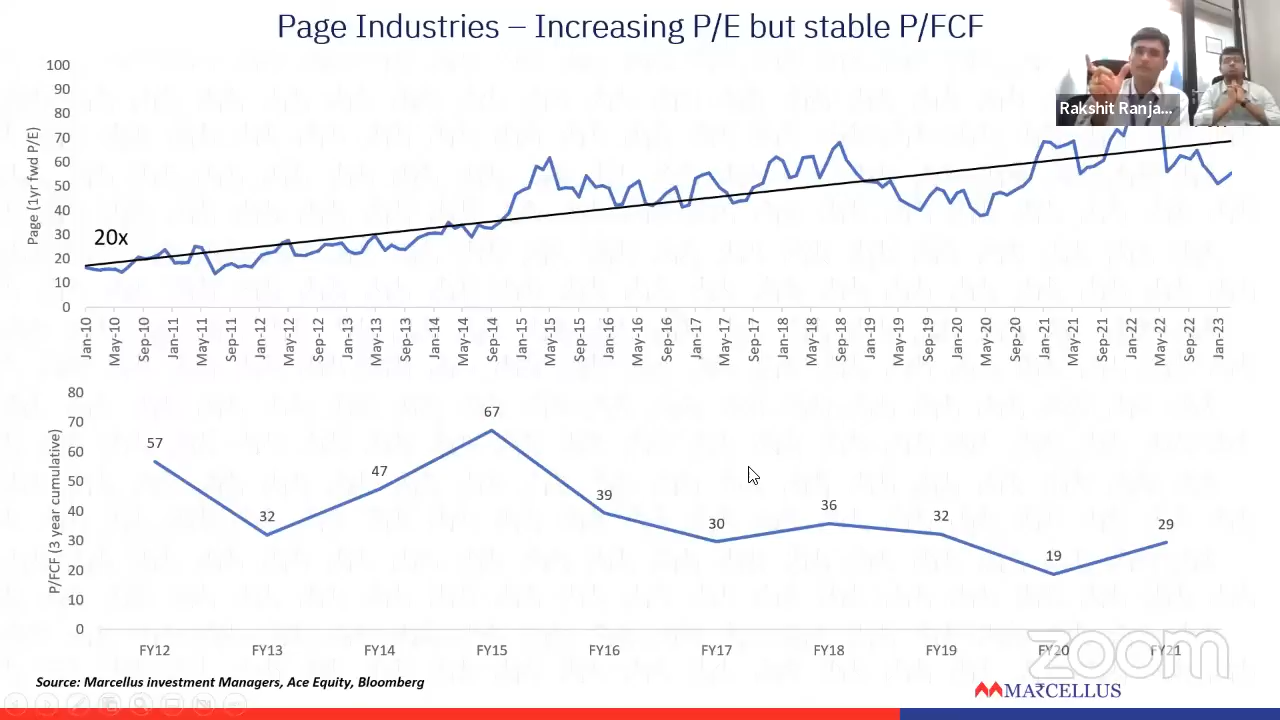 Page Industries – Increasing P/E but stable P/FCF
Rakshit Ranja...
Page (1yr fwd P/E)
100
90
80
70
60
50
40
30
20
10
0
20x
Jan-10
May-10
Sep-10
Jan-11
May-11
Sep-11
Jan-12
May-12
Sep-12
Jan-13
May-13
Sep-13
Jan-14
May-14
Sep-14
Jan-15
May-15
Sep-15
Jan-16
May-16
Sep-16
Jan-17
May-17
Sep-17
Jan-18
May-18
Sep-18
Jan-19
May-19
Sep-19
Jan-20
May-20
Sep-20
Jan-21
May-21
Sep-21
Jan-22
May-22
Sep-22
Jan-23
P/FCF (3 year cumulative)
80
70
60
50
40
30
20
10
0
57
32
47
67
39
30
36
32
19
29
FY12
FY13
FY14
FY15
FY16
FY17
FY18
FY19
FY20
FY21
zoom
Source: Marcellus investment Managers, Ace Equity, Bloomberg
MARCELLUS